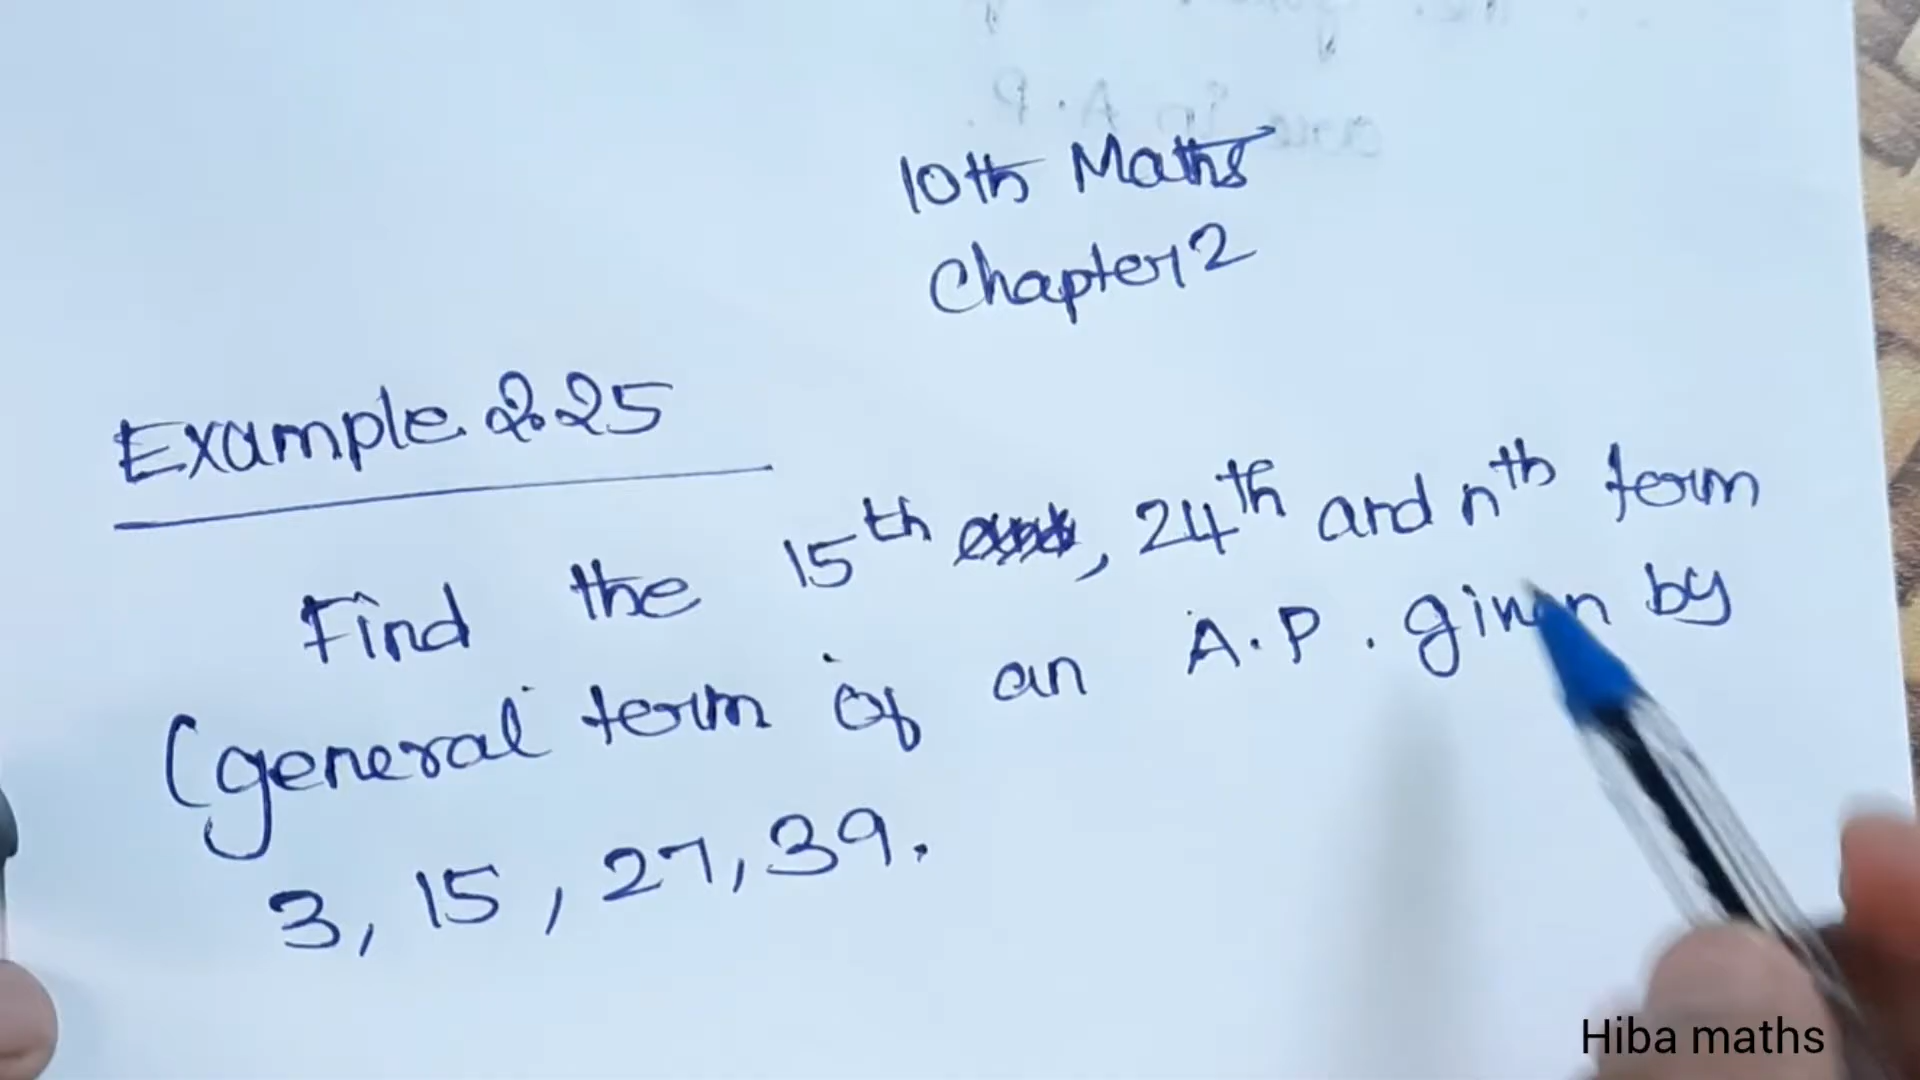 10th Maths
Chapter 2
Example 2.25
Find the 15th , 24th and nth term
(general term of an A.P. given by
3, 15, 27, 39.
Hiba maths